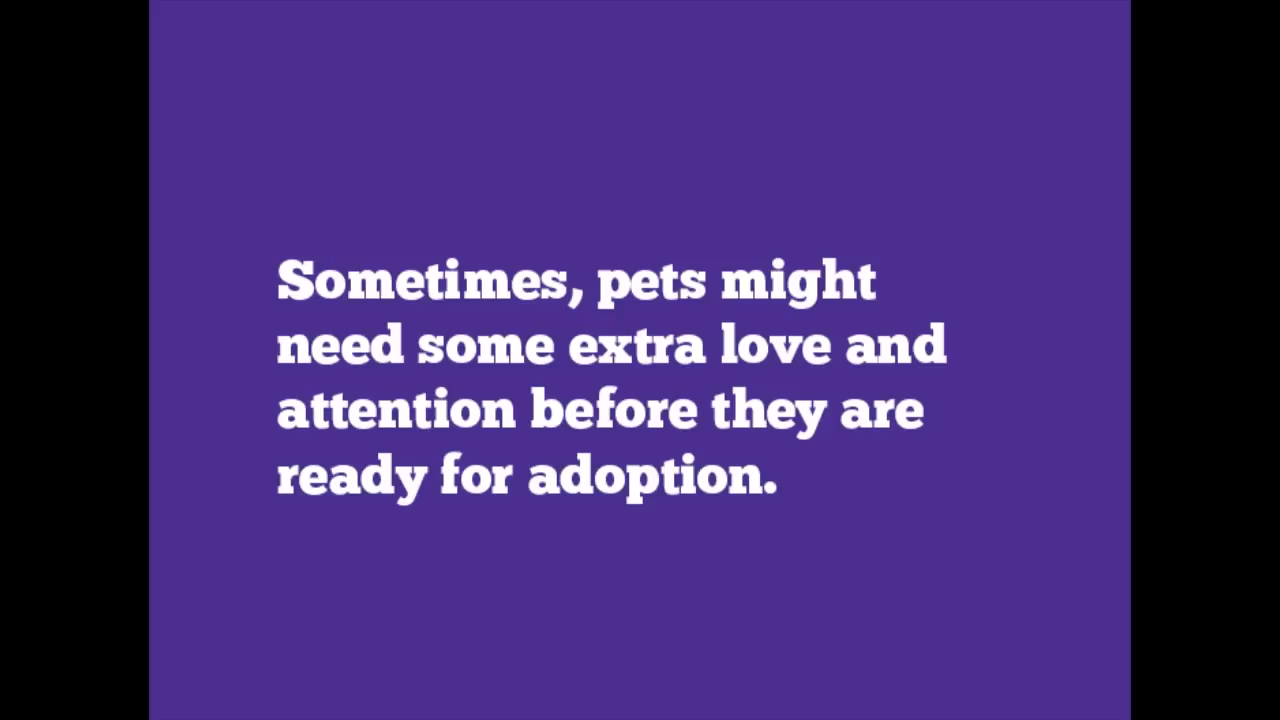 Sometimes, pets might
need some extra love and
attention before they are
ready for adoption.